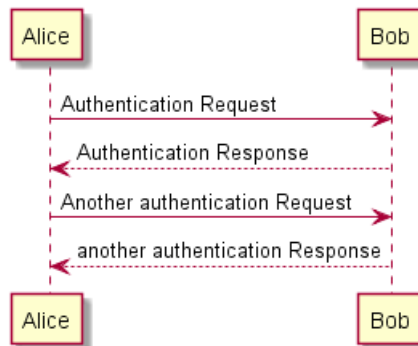 Alice
Bob
Authentication Request
Authentication Response
Another authentication Request
another authentication Response
Alice
Bob